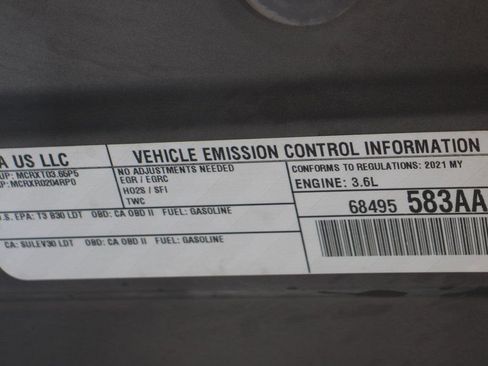 A US LLC
VEHICLE EMISSION CONTROL INFORMATION
UP: MCRXT03.65P5
P: MCRXR0204RP0
NO ADJUSTMENTS NEEDED
EGR / EGRC
HO2S / SFI
TWC
CONFORMS TO REGULATIONS: 2021 MY
ENGINE: 3.6L
.S. EPA: T3 B30 LDT OBD: CA OBD II FUEL: GASOLINE
68495 583AA
CA: SULEV30 LDT OBD: CA OBD II FUEL: GASOLINE